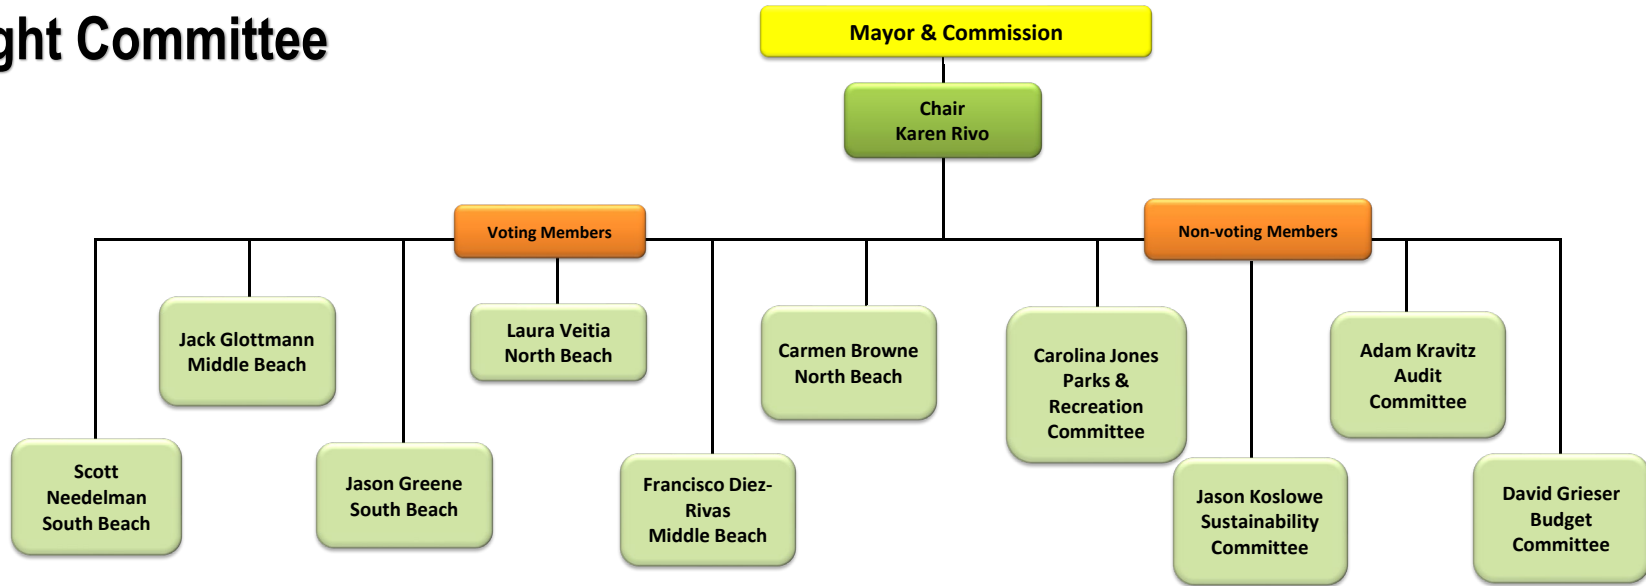 ght Committee
Mayor & Commission
Chair
Karen Rivo
Voting Members
Non-voting Members
Jack Glottmann
Middle Beach
Laura Veitia
North Beach
Carmen Browne
North Beach
Carolina Jones
Parks &
Recreation
Committee
Adam Kravitz
Audit
Committee
Scott
Needelman
South Beach
Jason Greene
South Beach
Francisco Diez-
Rivas
Middle Beach
Jason Koslowe
Sustainability
Committee
David Grieser
Budget
Committee